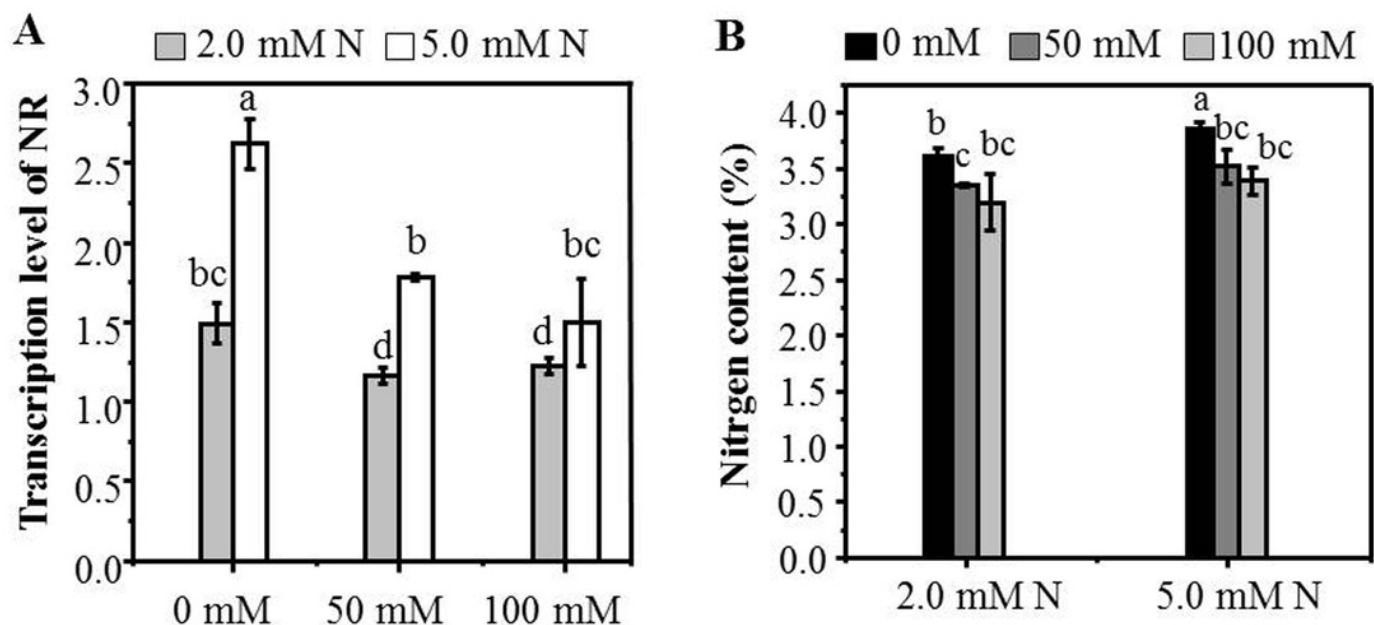 A
2.0 mM N 5.0 mM N
Transcription level of NR
3.0
2.5
2.0
1.5
1.0
0.5
0.0
bc a
d b
d bc
0 mM 50 mM 100 mM
B
0 mM 50 mM 100 mM
Nitrgen content (%)
4.0
3.5
3.0
2.5
2.0
1.5
1.0
0.5
0.0
b c bc
a bc bc
2.0 mM N 5.0 mM N